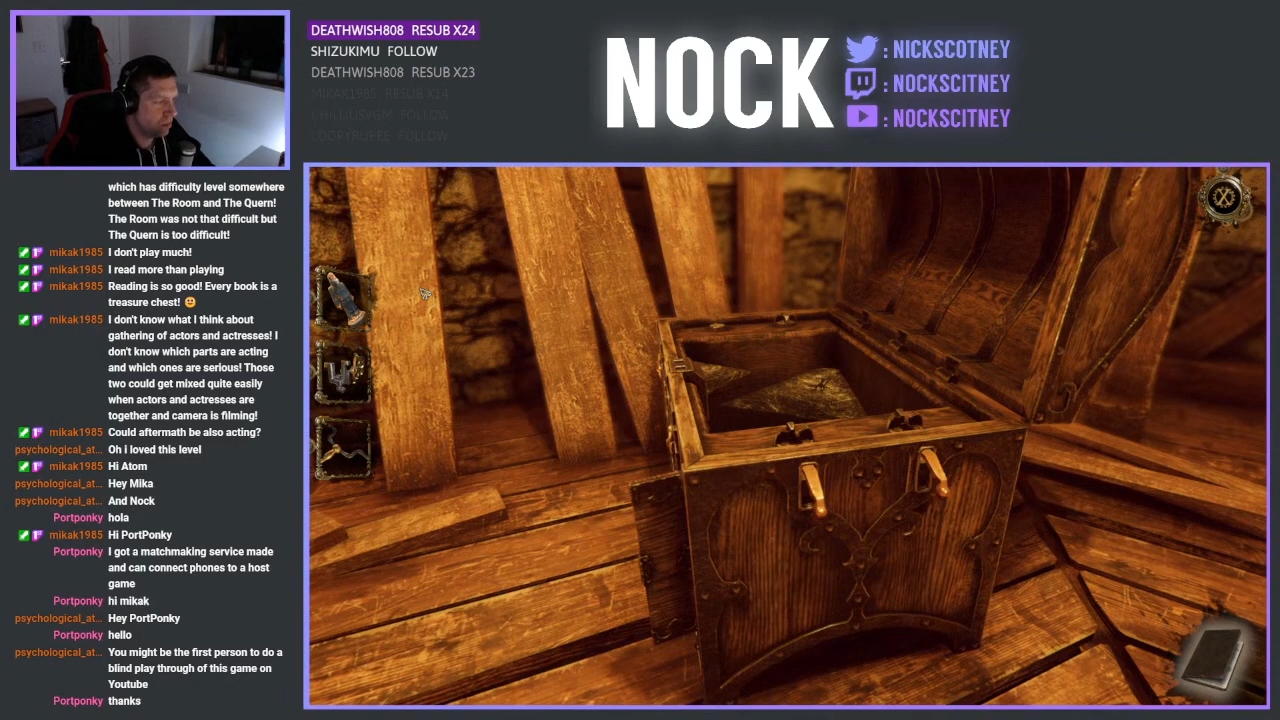 DEATHWISH808 RESUB X24
SHIZUKIMU FOLLOW
DEATHWISH808 RESUB X23
MIKAK1985 RESUB X14
NOCK
: NICKSCOTNEY
: NOCKSCITNEY
: NOCKSCITNEY
which has difficulty level somewhere
between The Room and The Quern!
The Room was not that difficult but
The Quern is too difficult!
mikak1985 I don't play much!
mikak1985 I read more than playing
mikak1985 Reading is so good! Every book is a
treasure chest! 😃
mikak1985 I don't know what I think about
gathering of actors and actresses! I
don't know which parts are acting
and which ones are serious! Those
two could get mixed quite easily
when actors and actresses are
together and camera is filming!
mikak1985 Could aftermath be also acting?
psychological_at... Oh i loved this level
mikak1985 Hi Atom
psychological_at... Hey Mika
psychological_at... And Nock
Portponky hola
mikak1985 Hi PortPonky
Portponky I got a matchmaking service made
and can connect phones to a host
game
Portponky hi mikak
psychological_at... Hey PortPonky
Portponky hello
psychological_at... You might be the first person to do a
blind play through of this game on
Youtube
Portponky thanks